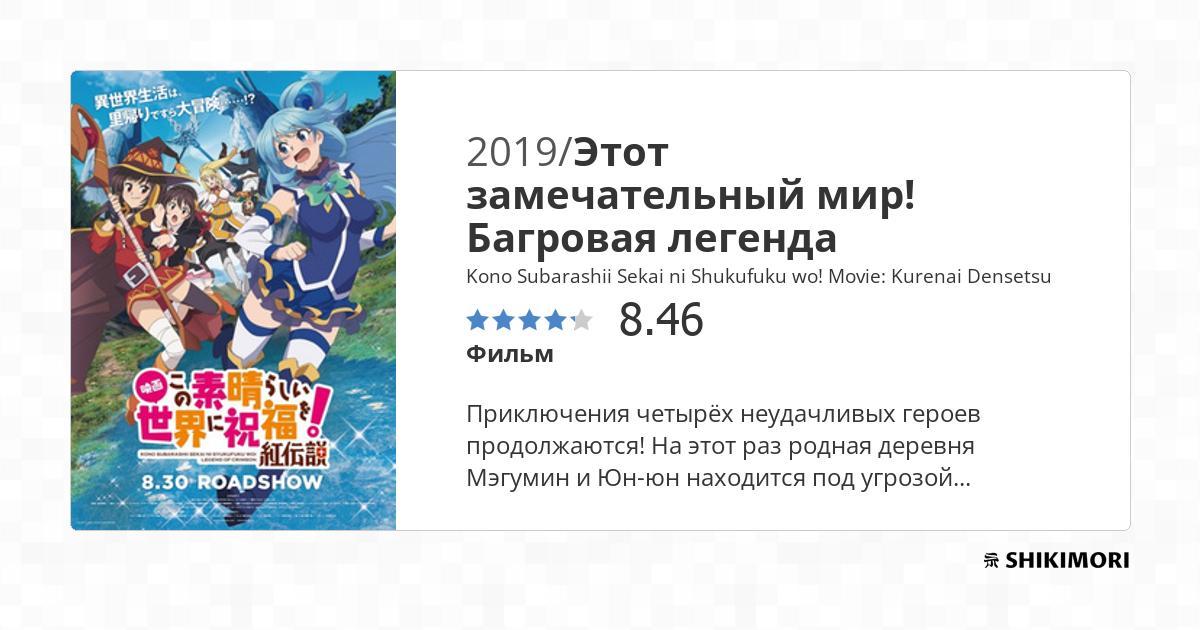 異世界生活は、
里帰りですら大冒険……!?
映画
この素晴らしい
世界に祝福を!
KONO SUBARASHII SEKAI NI SYUKUFUKU WO!
LEGEND OF CRIMSON
紅伝説
8.30 ROADSHOW
2019/Этот
замечательный мир!
Багровая легенда
Kono Subarashii Sekai ni Shukufuku wo! Movie: Kurenai Densetsu
8.46
Фильм
Приключения четырёх неудачливых героев
продолжаются! На этот раз родная деревня
Мэгумин и Юн-юн находится под угрозой...
SHIKIMORI